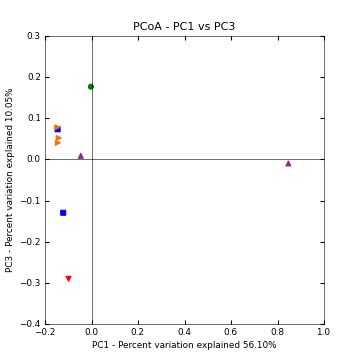 PCoA - PC1 vs PC3
0.3
0.2
0.1
0.0
−0.1
−0.2
−0.3
−0.4
PC3 - Percent variation explained 10.05%
−0.2 0.0 0.2 0.4 0.6 0.8 1.0
PC1 - Percent variation explained 56.10%